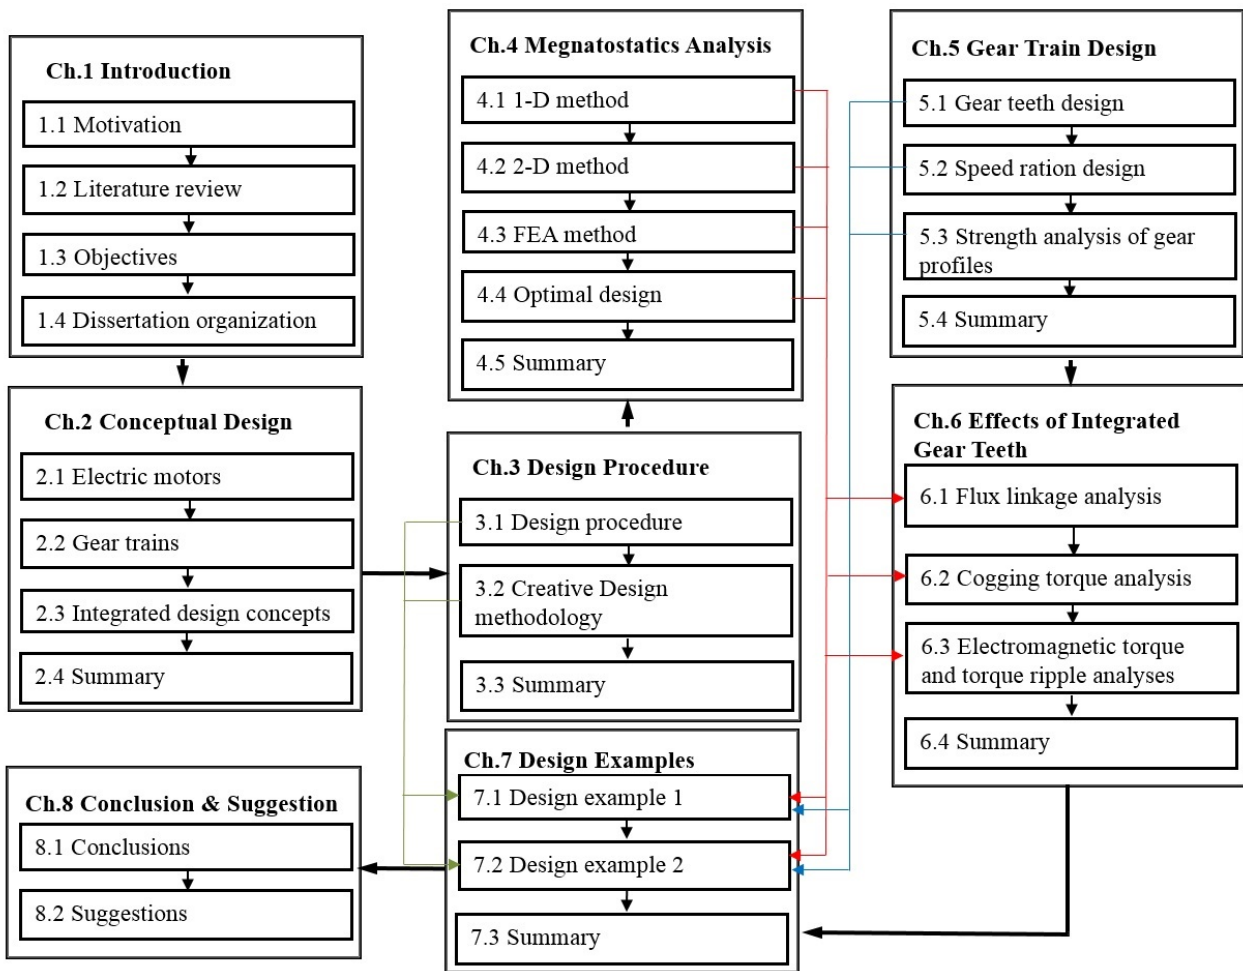 Ch.1 Introduction
1.1 Motivation
1.2 Literature review
1.3 Objectives
1.4 Dissertation organization
Ch.2 Conceptual Design
2.1 Electric motors
2.2 Gear trains
2.3 Integrated design concepts
2.4 Summary
Ch.3 Design Procedure
3.1 Design procedure
3.2 Creative Design
methodology
3.3 Summary
Ch.4 Megnatostatics Analysis
4.1 1-D method
4.2 2-D method
4.3 FEA method
4.4 Optimal design
4.5 Summary
Ch.5 Gear Train Design
5.1 Gear teeth design
5.2 Speed ration design
5.3 Strength analysis of gear
profiles
5.4 Summary
Ch.6 Effects of Integrated
Gear Teeth
6.1 Flux linkage analysis
6.2 Cogging torque analysis
6.3 Electromagnetic torque
and torque ripple analyses
6.4 Summary
Ch.7 Design Examples
7.1 Design example 1
7.2 Design example 2
7.3 Summary
Ch.8 Conclusion & Suggestion
8.1 Conclusions
8.2 Suggestions